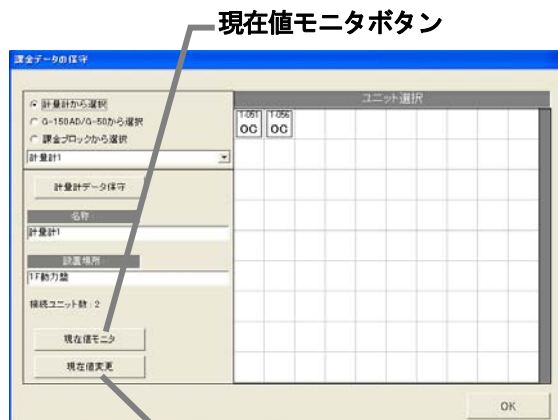 現在値モニタボタン
課金データの保守
計量計から選択
G-150AD/G-50から選択
課金ブロックから選択
計量計1
計量計データ保守
名称
計量計1
設置場所
1F動力盤
接続ユニット数:2
現在値モニタ
現在値変更
ユニット選択
1-051 1-056
OC OC
OK